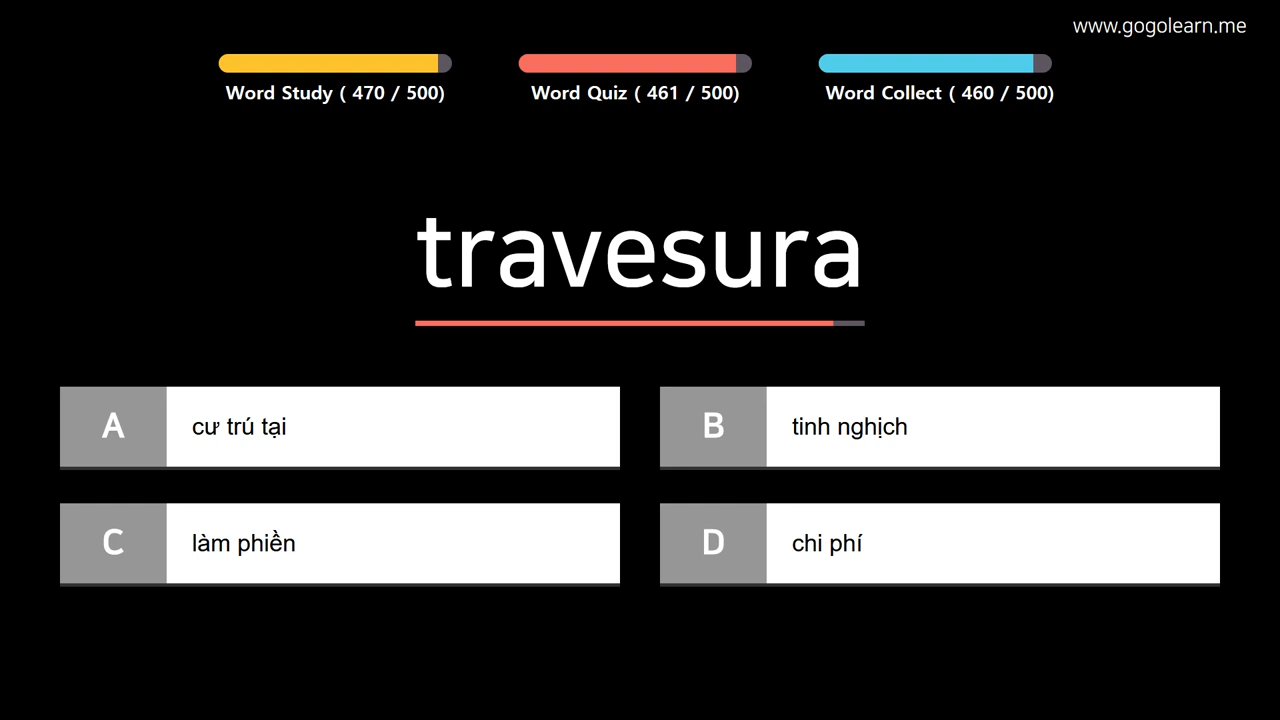 www.gogolearn.me
Word Study ( 470 / 500)
Word Quiz ( 461 / 500)
Word Collect ( 460 / 500)
travesura
A
cư trú tại
B
tinh nghịch
C
làm phiền
D
chi phí